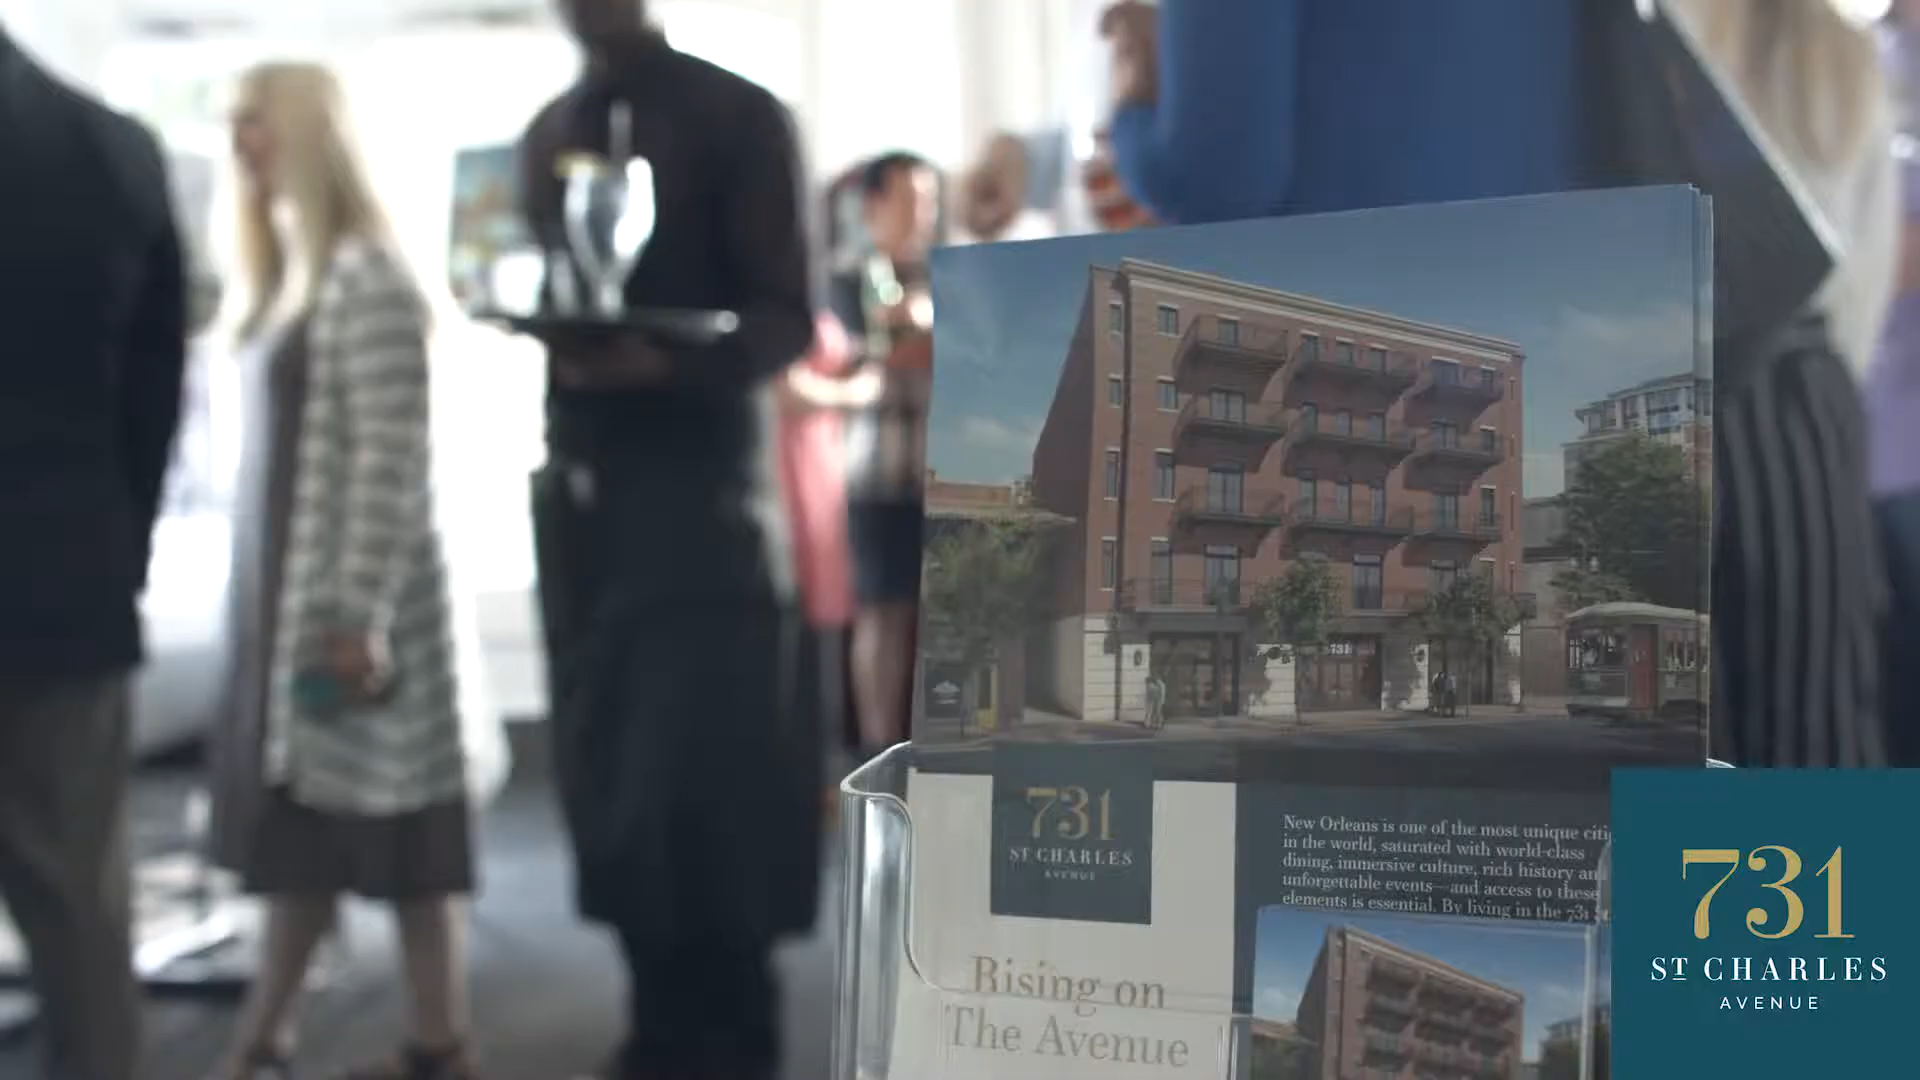 731
731
ST CHARLES
AVENUE
New Orleans is one of the most unique
in the world, saturated with world-class
dining, immersive culture, rich history
unforgettable events—and access to these
elements is essential. By living in the 731
Rising on
The Avenue
731
ST CHARLES
AVENUE